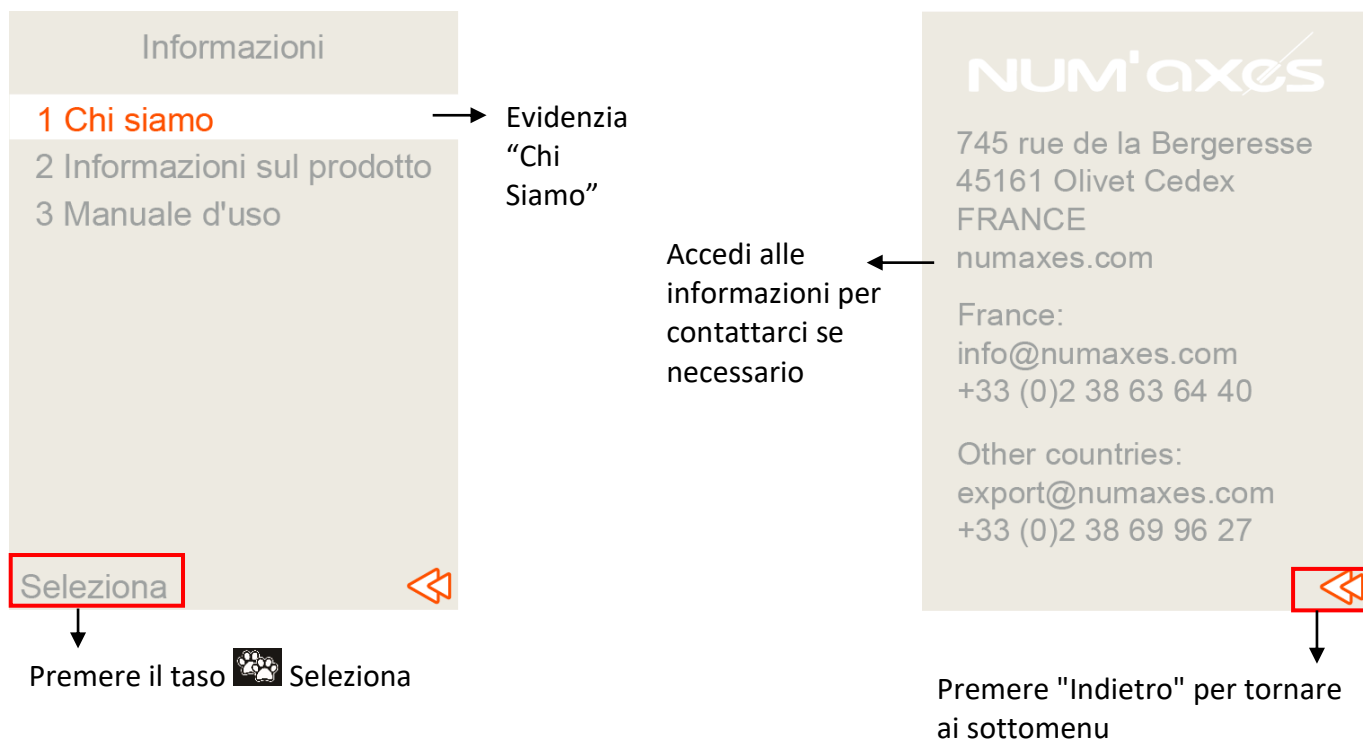 Informazioni
1 Chi siamo
2 Informazioni sul prodotto
3 Manuale d'uso
Seleziona
Evidenzia
“Chi
Siamo”
Premere il taso Seleziona
Accedi alle
informazioni per
contattarci se
necessario
NUM'axes
745 rue de la Bergeresse
45161 Olivet Cedex
FRANCE
numaxes.com
France:
info@numaxes.com
+33 (0)2 38 63 64 40
Other countries:
export@numaxes.com
+33 (0)2 38 69 96 27
Premere "Indietro" per tornare
ai sottomenu